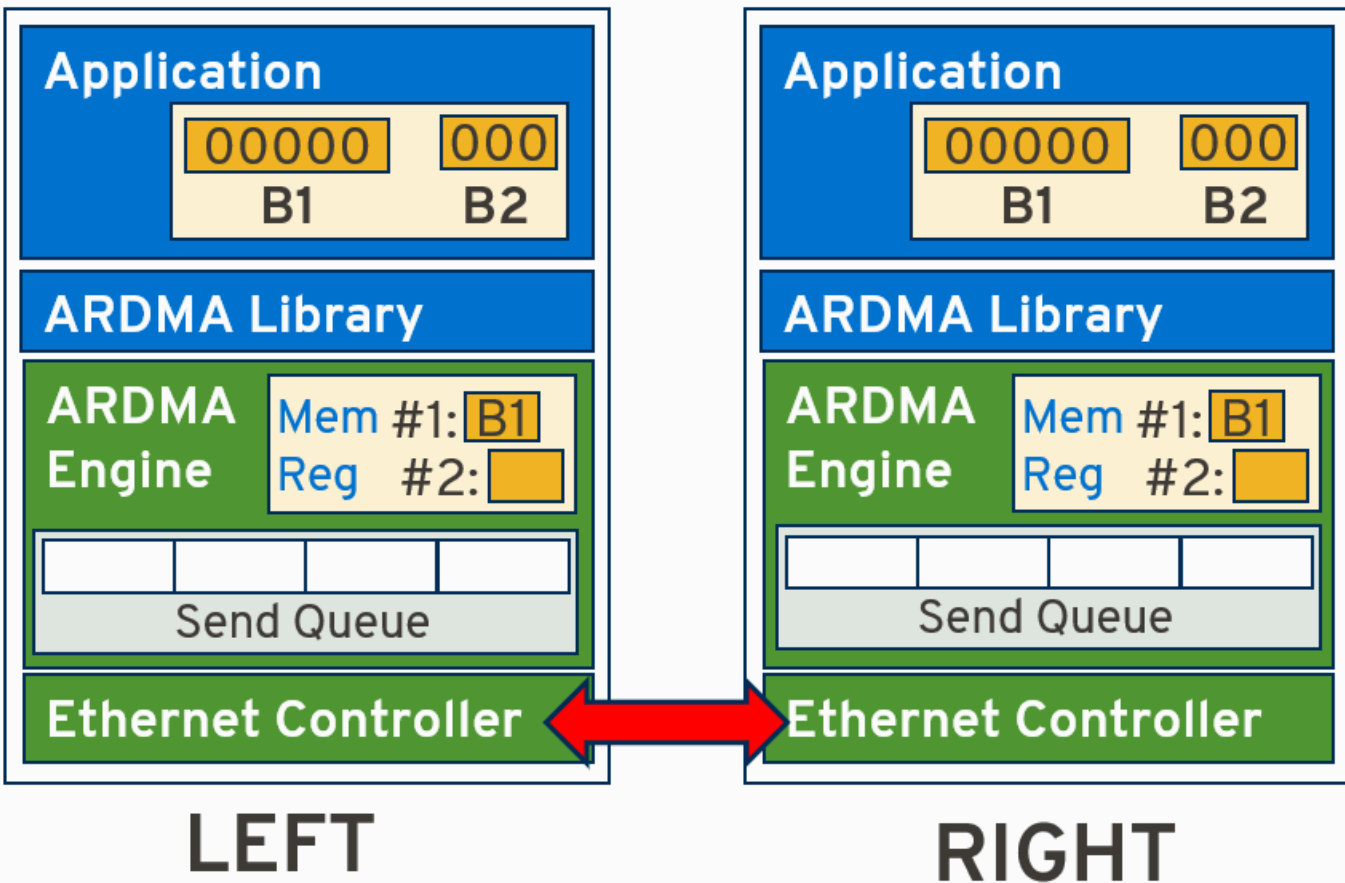 Application
00000 000
B1 B2
ARDMA Library
ARDMA Engine
Mem #1: B1
Reg #2:
Send Queue
Ethernet Controller
LEFT
Application
00000 000
B1 B2
ARDMA Library
ARDMA Engine
Mem #1: B1
Reg #2:
Send Queue
Ethernet Controller
RIGHT